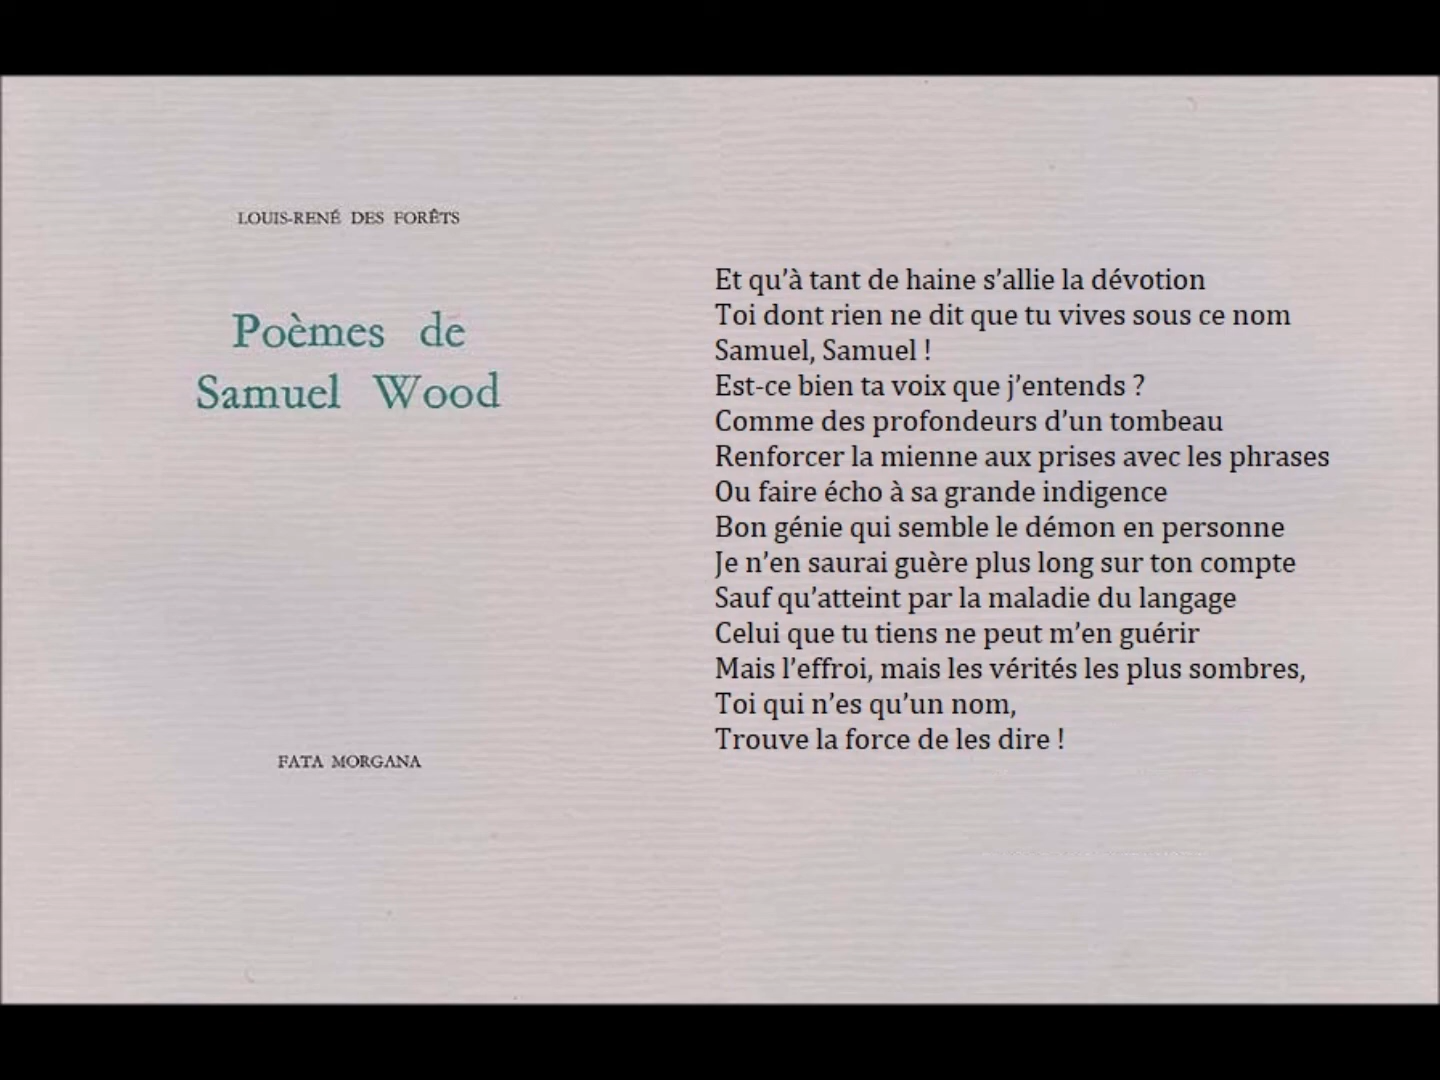 LOUIS-RENÉ DES FORÊTS
Poèmes de
Samuel Wood
FATA MORGANA
Et qu’à tant de haine s’allie la dévotion
Toi dont rien ne dit que tu vives sous ce nom
Samuel, Samuel !
Est-ce bien ta voix que j’entends ?
Comme des profondeurs d’un tombeau
Renforcer la mienne aux prises avec les phrases
Ou faire écho à sa grande indigence
Bon génie qui semble le démon en personne
Je n’en saurai guère plus long sur ton compte
Sauf qu’atteint par la maladie du langage
Celui que tu tiens ne peut m’en guérir
Mais l’effroi, mais les vérités les plus sombres,
Toi qui n’es qu’un nom,
Trouve la force de les dire !